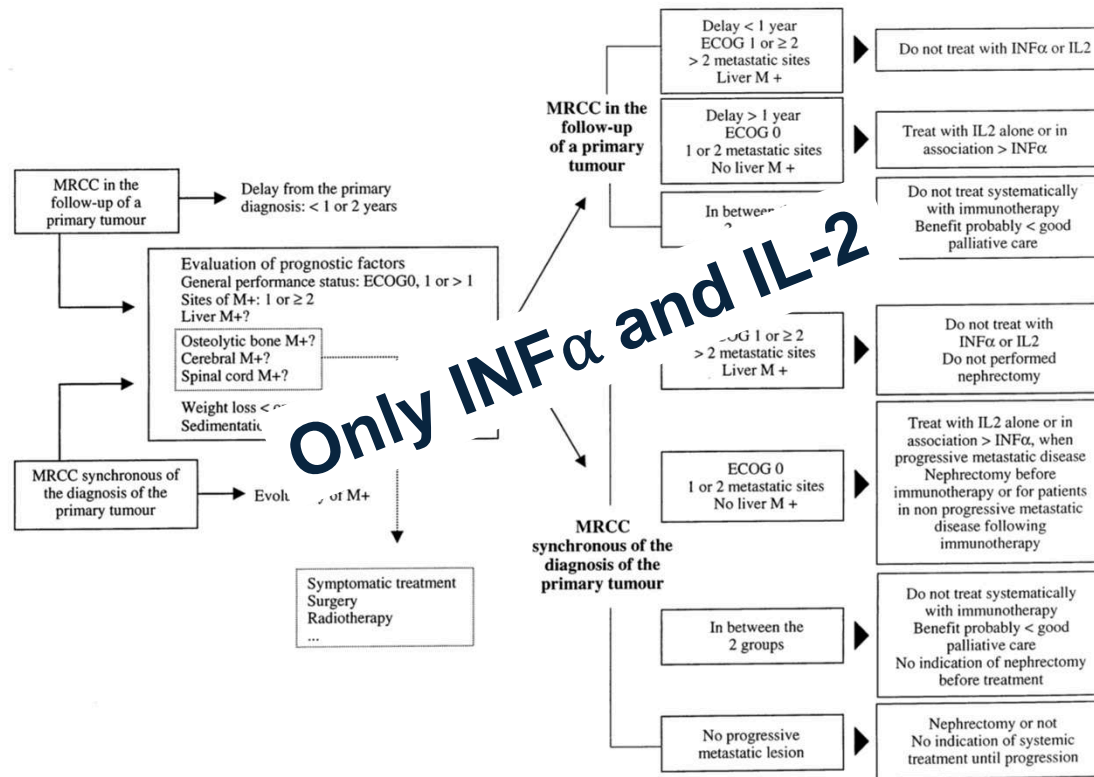 MRCC in the
follow-up of a
primary tumour
Delay from the primary
diagnosis: < 1 or 2 years
Evaluation of prognostic factors
General performance status: ECOG0, 1 or > 1
Sites of M+: 1 or ≥ 2
Liver M+?
Osteolytic bone M+?
Cerebral M+?
Spinal cord M+?
Weight loss <
MRCC synchronous of
the diagnosis of the
primary tumour
of M+
Symptomatic treatment
Surgery
Radiotherapy
...
Only INFα and IL-2
MRCC in the
follow-up
of a primary
tumour
Delay < 1 year
ECOG 1 or ≥ 2
> 2 metastatic sites
Liver M +
Do not treat with INFα or IL2
Delay > 1 year
ECOG 0
1 or 2 metastatic sites
No liver M +
Treat with IL2 alone or in
association > INFα
In between
Do not treat systematically
with immunotherapy
Benefit probably < good
palliative care
MRCC
synchronous of the
diagnosis of the
primary tumour
1 or ≥ 2
> 2 metastatic sites
Liver M +
Do not treat with
INFα or IL2
Do not performed
nephrectomy
ECOG 0
1 or 2 metastatic sites
No liver M +
Treat with IL2 alone or in
association > INFα, when
progressive metastatic disease
Nephrectomy before
immunotherapy or for patients
in non progressive metastatic
disease following
immunotherapy
In between the
2 groups
Do not treat systematically
with immunotherapy
Benefit probably < good
palliative care
No indication of nephrectomy
before treatment
No progressive
metastatic lesion
Nephrectomy or not
No indication of systemic
treatment until progression